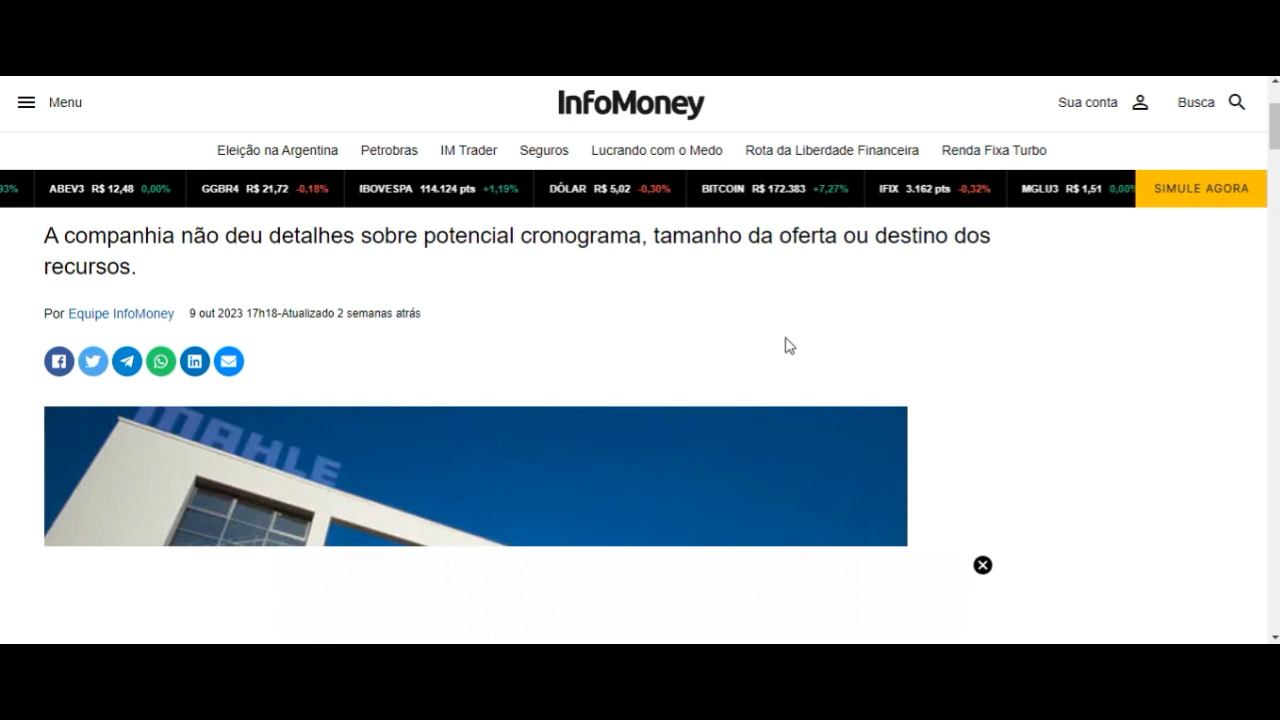 Menu
InfoMoney
Sua conta
Busca
Eleição na Argentina Petrobras IM Trader Seguros Lucrando com o Medo Rota da Liberdade Financeira Renda Fixa Turbo
93% ABEV3 R$ 12,48 0,00% GGBR4 R$ 21,72 -0,18% IBOVESPA 114.124 pts +1,19% DÓLAR R$ 5,02 -0,30% BITCOIN R$ 172.383 +7,27% IFIX 3.162 pts -0,32% MGLU3 R$ 1,51 0,00% SIMULE AGORA
A companhia não deu detalhes sobre potencial cronograma, tamanho da oferta ou destino dos
recursos.
Por Equipe InfoMoney 9 out 2023 17h18-Atualizado 2 semanas atrás
MAHLE